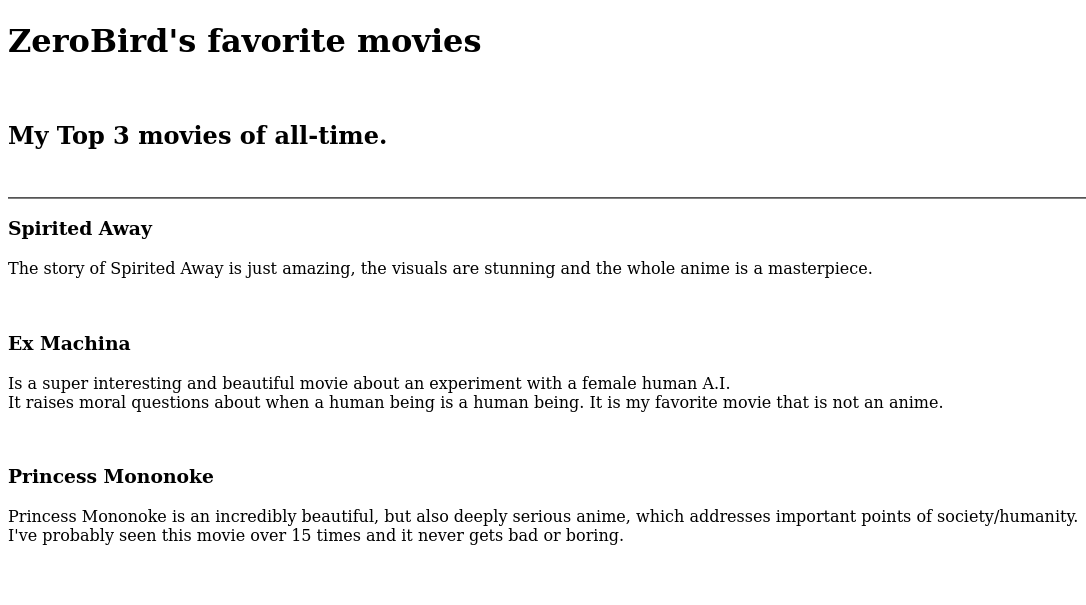 ZeroBird's favorite movies
My Top 3 movies of all-time.
Spirited Away
The story of Spirited Away is just amazing, the visuals are stunning and the whole anime is a masterpiece.
Ex Machina
Is a super interesting and beautiful movie about an experiment with a female human A.I.
It raises moral questions about when a human being is a human being. It is my favorite movie that is not an anime.
Princess Mononoke
Princess Mononoke is an incredibly beautiful, but also deeply serious anime, which addresses important points of society/humanity.
I've probably seen this movie over 15 times and it never gets bad or boring.